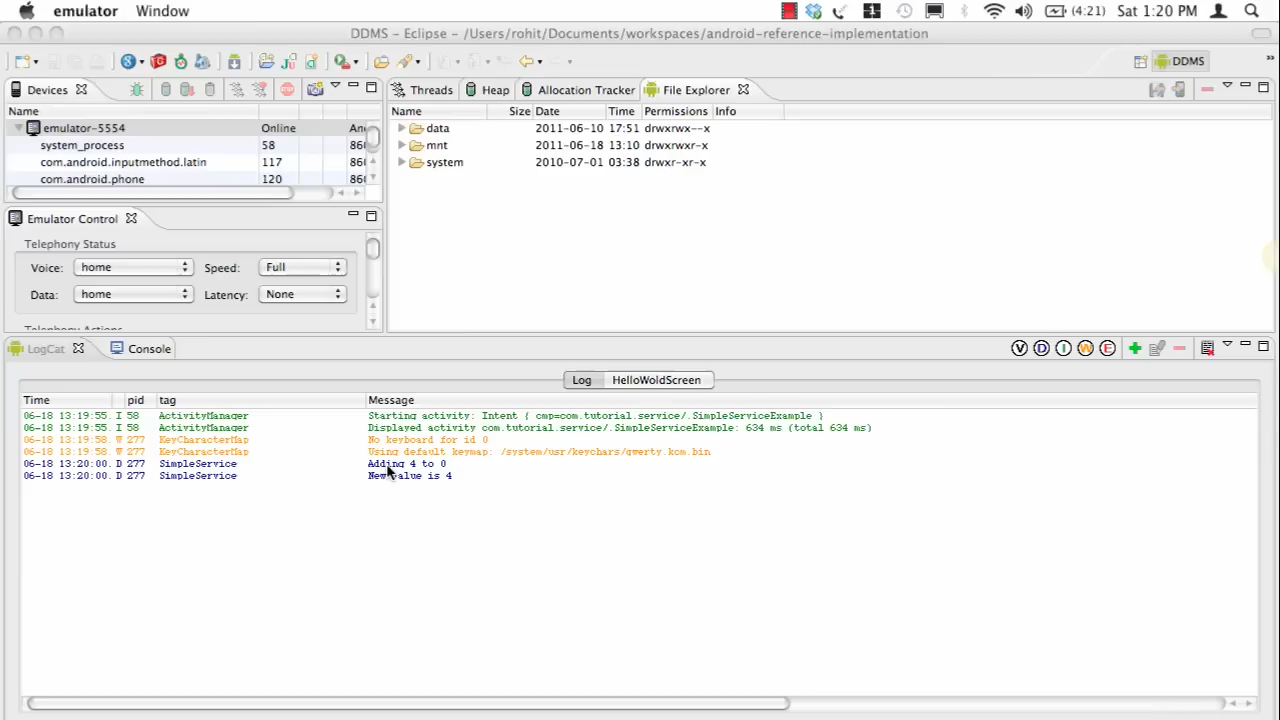 emulator Window (4:21) Sat 1:20 PM
DDMS - Eclipse - /Users/rohit/Documents/workspaces/android-reference-implementation
DDMS
Devices
Name
emulator-5554 Online An
system_process 58 86
com.android.inputmethod.latin 117 86
com.android.phone 120 86
Threads Heap Allocation Tracker File Explorer
Name Size Date Time Permissions Info
data 2011-06-10 17:51 drwxrwx--x
mnt 2011-06-18 13:10 drwxrwxr-x
system 2010-07-01 03:38 drwxr-xr-x
Emulator Control
Telephony Status
Voice: home Speed: Full
Data: home Latency: None
Telephony Actions
LogCat Console V D I W E
Log HelloWoldScreen
Time pid tag Message
06-18 13:19:55. I 58 ActivityManager Starting activity: Intent { cmp=com.tutorial.service/.SimpleServiceExample }
06-18 13:19:55. I 58 ActivityManager Displayed activity com.tutorial.service/.SimpleServiceExample: 634 ms (total 634 ms)
06-18 13:19:58. W 277 KeyCharacterMap No keyboard for id 0
06-18 13:19:58. W 277 KeyCharacterMap Using default keymap: /system/usr/keychars/qwerty.kcm.bin
06-18 13:20:00. D 277 SimpleService Adding 4 to 0
06-18 13:20:00. D 277 SimpleService New value is 4